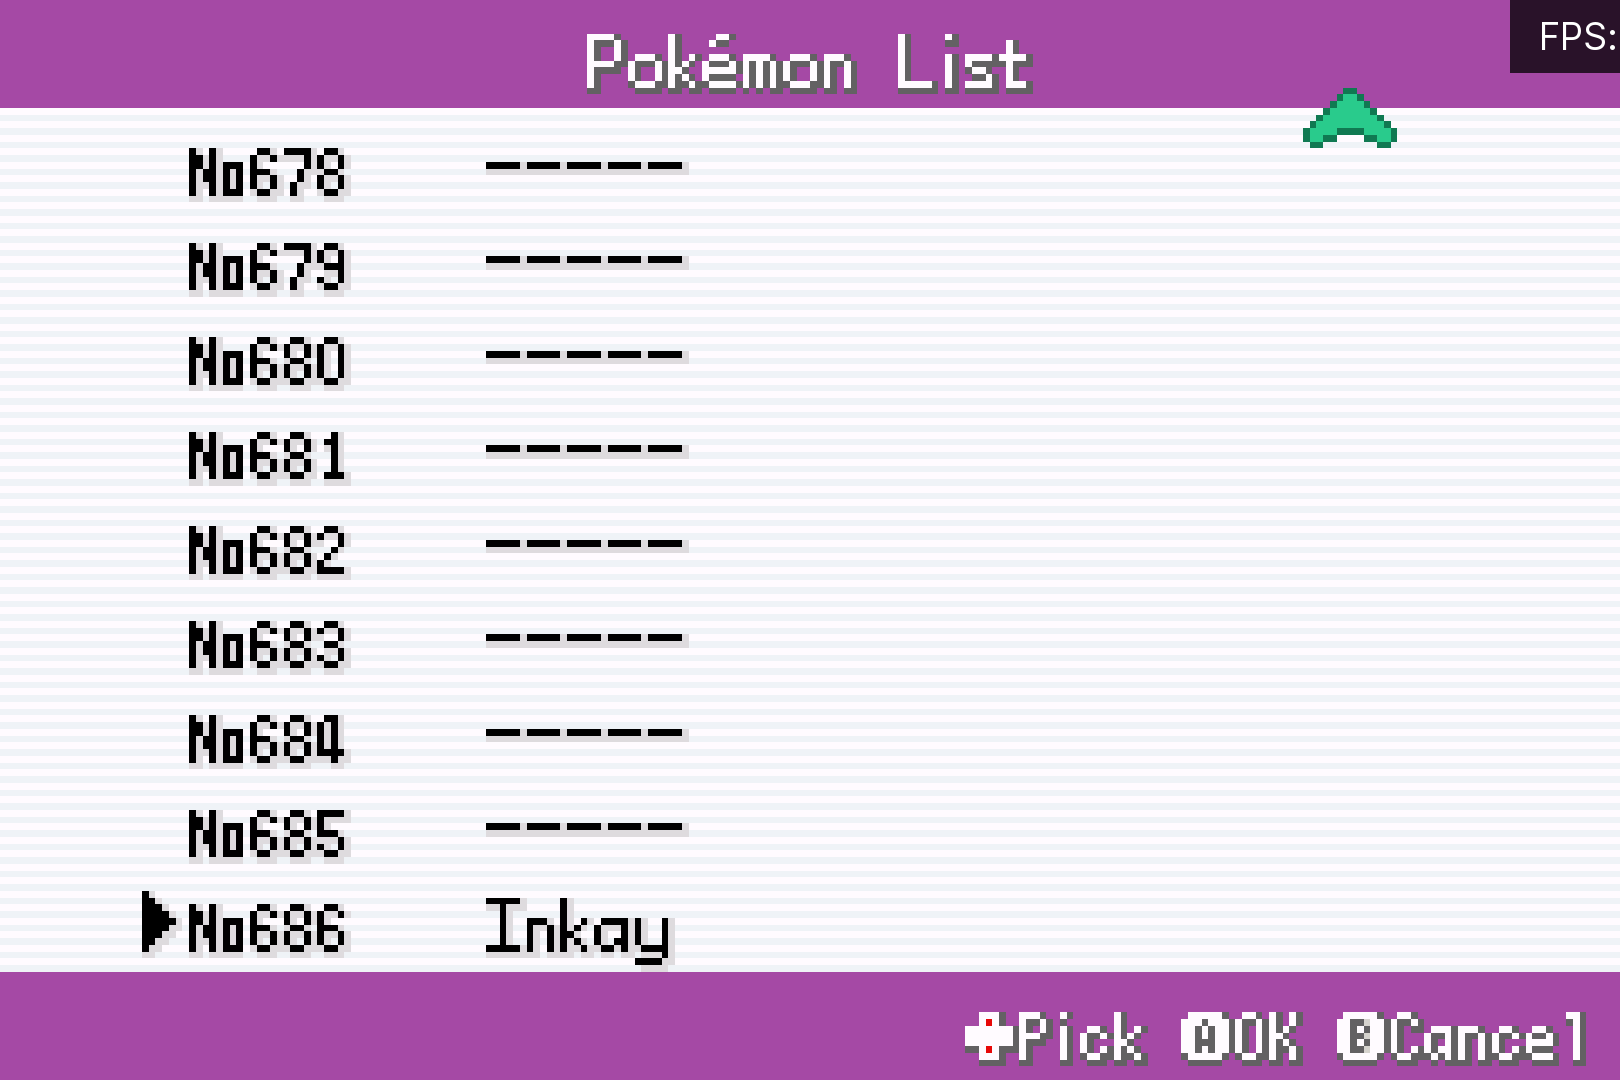 Pokémon List
FPS:
No678 -----
No679 -----
No680 -----
No681 -----
No682 -----
No683 -----
No684 -----
No685 -----
No686 Inkay
Pick A OK B Cancel